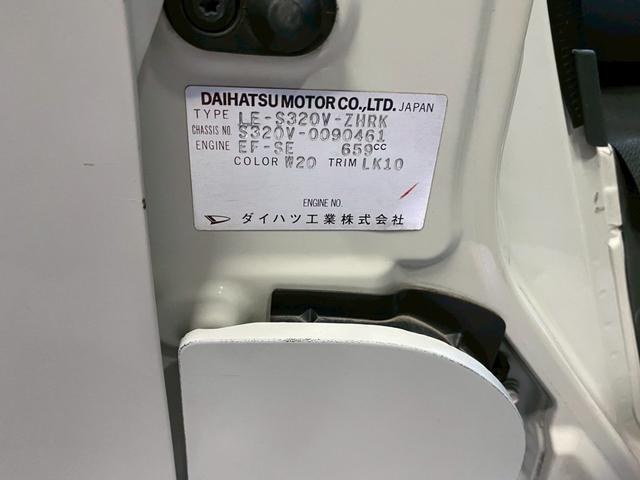 DAIHATSU MOTOR CO., LTD. JAPAN
TYPE LE-S320V-ZHRK
CHASSIS NO. S320V-0090461
ENGINE EF-SE 659cc
COLOR W20 TRIM LK10
ENGINE NO.
ダイハツ工業株式会社